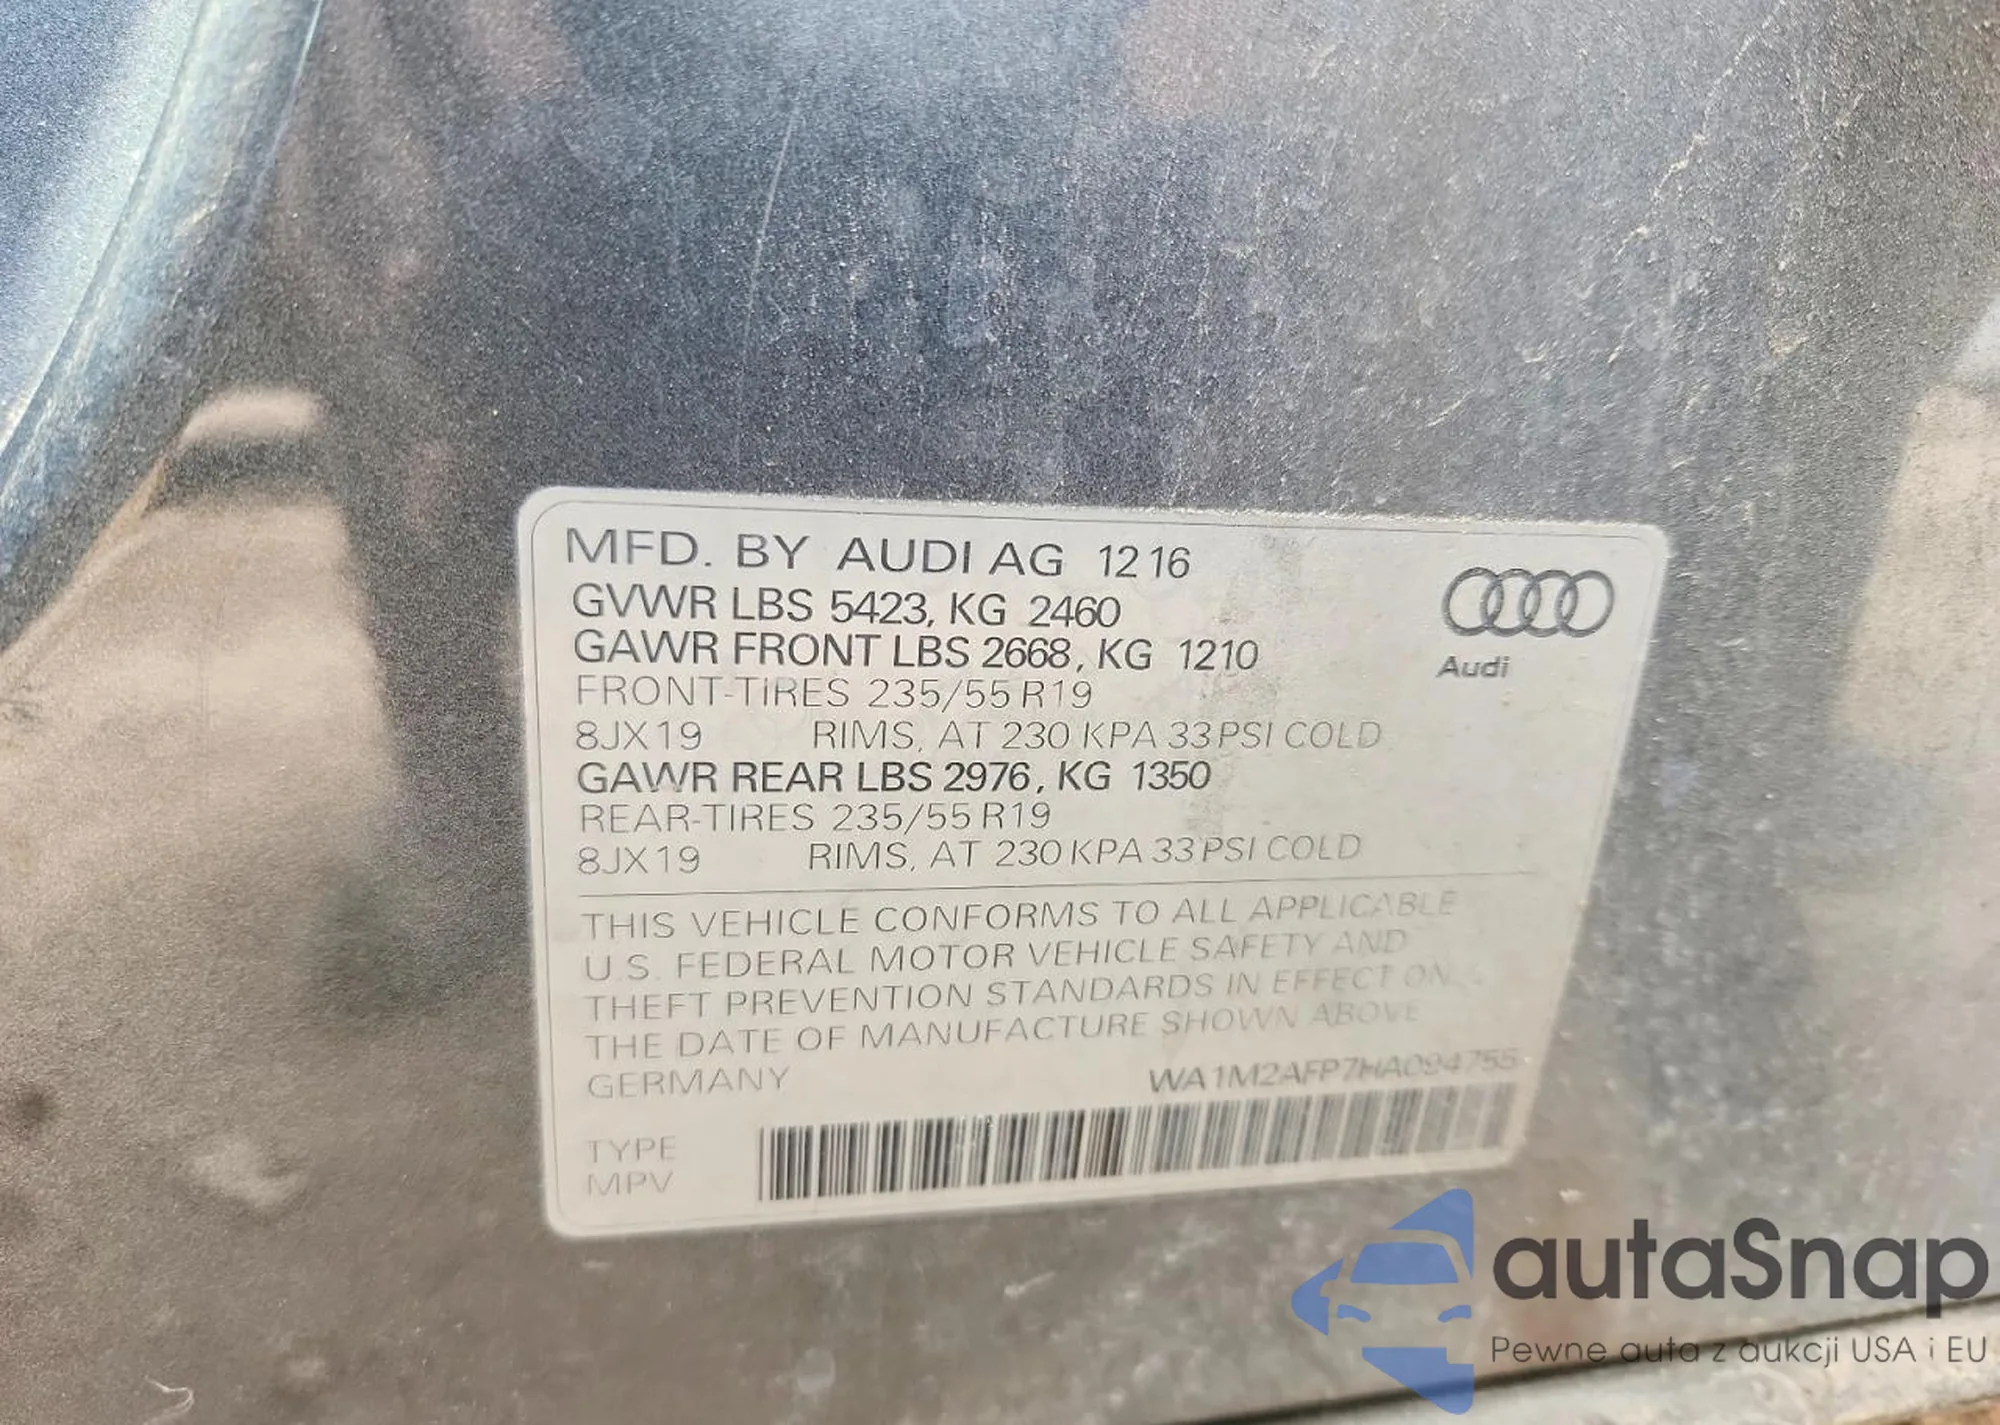 MFD. BY AUDI AG 12 16
GVWR LBS 5423, KG 2460
GAWR FRONT LBS 2668, KG 1210
FRONT-TIRES 235/55 R19
8JX19 RIMS, AT 230 KPA 33 PSI COLD
GAWR REAR LBS 2976, KG 1350
REAR-TIRES 235/55 R19
8JX19 RIMS, AT 230 KPA 33 PSI COLD
Audi
THIS VEHICLE CONFORMS TO ALL APPLICABLE
U.S. FEDERAL MOTOR VEHICLE SAFETY AND
THEFT PREVENTION STANDARDS IN EFFECT ON
THE DATE OF MANUFACTURE SHOWN ABOVE
GERMANY WA1M2AFP7HA094755
TYPE
MPV
autaSnap
Pewne auta z aukcji USA i EU